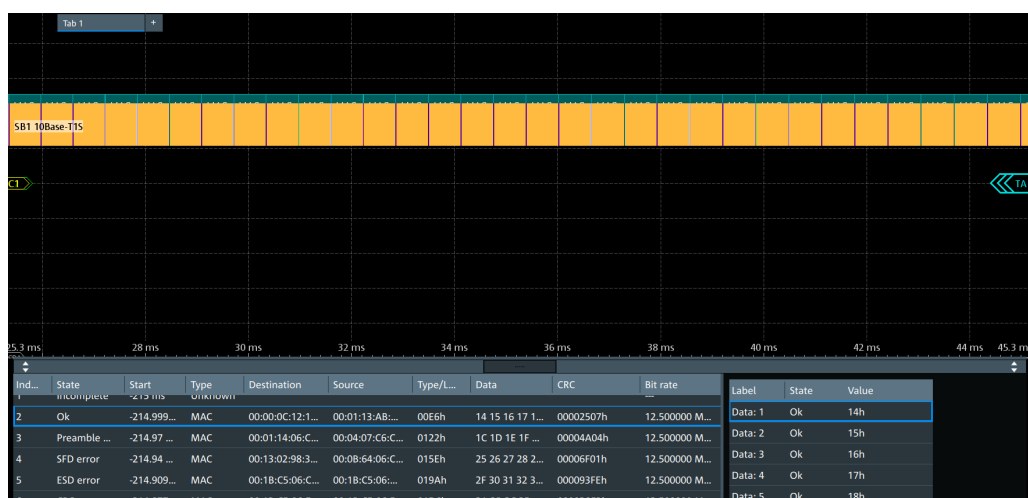 Tab 1 +
SB1 10Base-T1S
C1
TA
25.3 ms 28 ms 30 ms 32 ms 34 ms 36 ms 38 ms 40 ms 42 ms 44 ms 45.3 m
Ind... State Start Type Destination Source Type/L... Data CRC Bit rate
1 Incomplete -215 ms Unknown ---
2 Ok -214.999... MAC 00:00:0C:12:1... 00:01:13:AB:... 00E6h 14 15 16 17 1... 00002507h 12.500000 M...
3 Preamble ... -214.97 ... MAC 00:01:14:06:C... 00:04:07:C6:C... 0122h 1C 1D 1E 1F ... 00004A04h 12.500000 M...
4 SFD error -214.94 ... MAC 00:13:02:98:3... 00:0B:64:06:C... 015Eh 25 26 27 28 2... 00006F01h 12.500000 M...
5 ESD error -214.909... MAC 00:1B:C5:06:C... 00:1B:C5:06:... 019Ah 2F 30 31 32 3... 000093FEh 12.500000 M...
Label State Value
Data: 1 Ok 14h
Data: 2 Ok 15h
Data: 3 Ok 16h
Data: 4 Ok 17h
Data: 5 Ok 18h